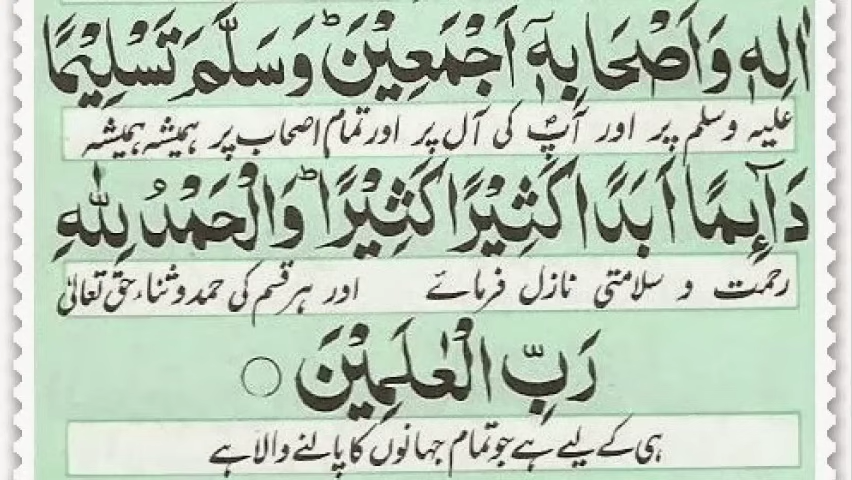 اٰلِهٖ وَاَصْحَابِهٖٓ اَجْمَعِيْنَ ؕ وَسَلَّمَ تَسْلِيْمًا
علیہ وسلم پر اور آپؐ کی آل پر اور تمام اصحاب پر ہمیشہ ہمیشہ
دَآئِمًا اَبَدًا كَثِيْرًا كَثِيْرًا ؕ وَالْحَمْدُ لِلّٰهِ
رحمت و سلامتی نازل فرمائے اور ہر قسم کی حمد و ثناء حق تعالیٰ
رَبِّ الْعٰلَمِيْنَ ○
ہی کے لیے ہے جو تمام جہانوں کا پالنے والا ہے